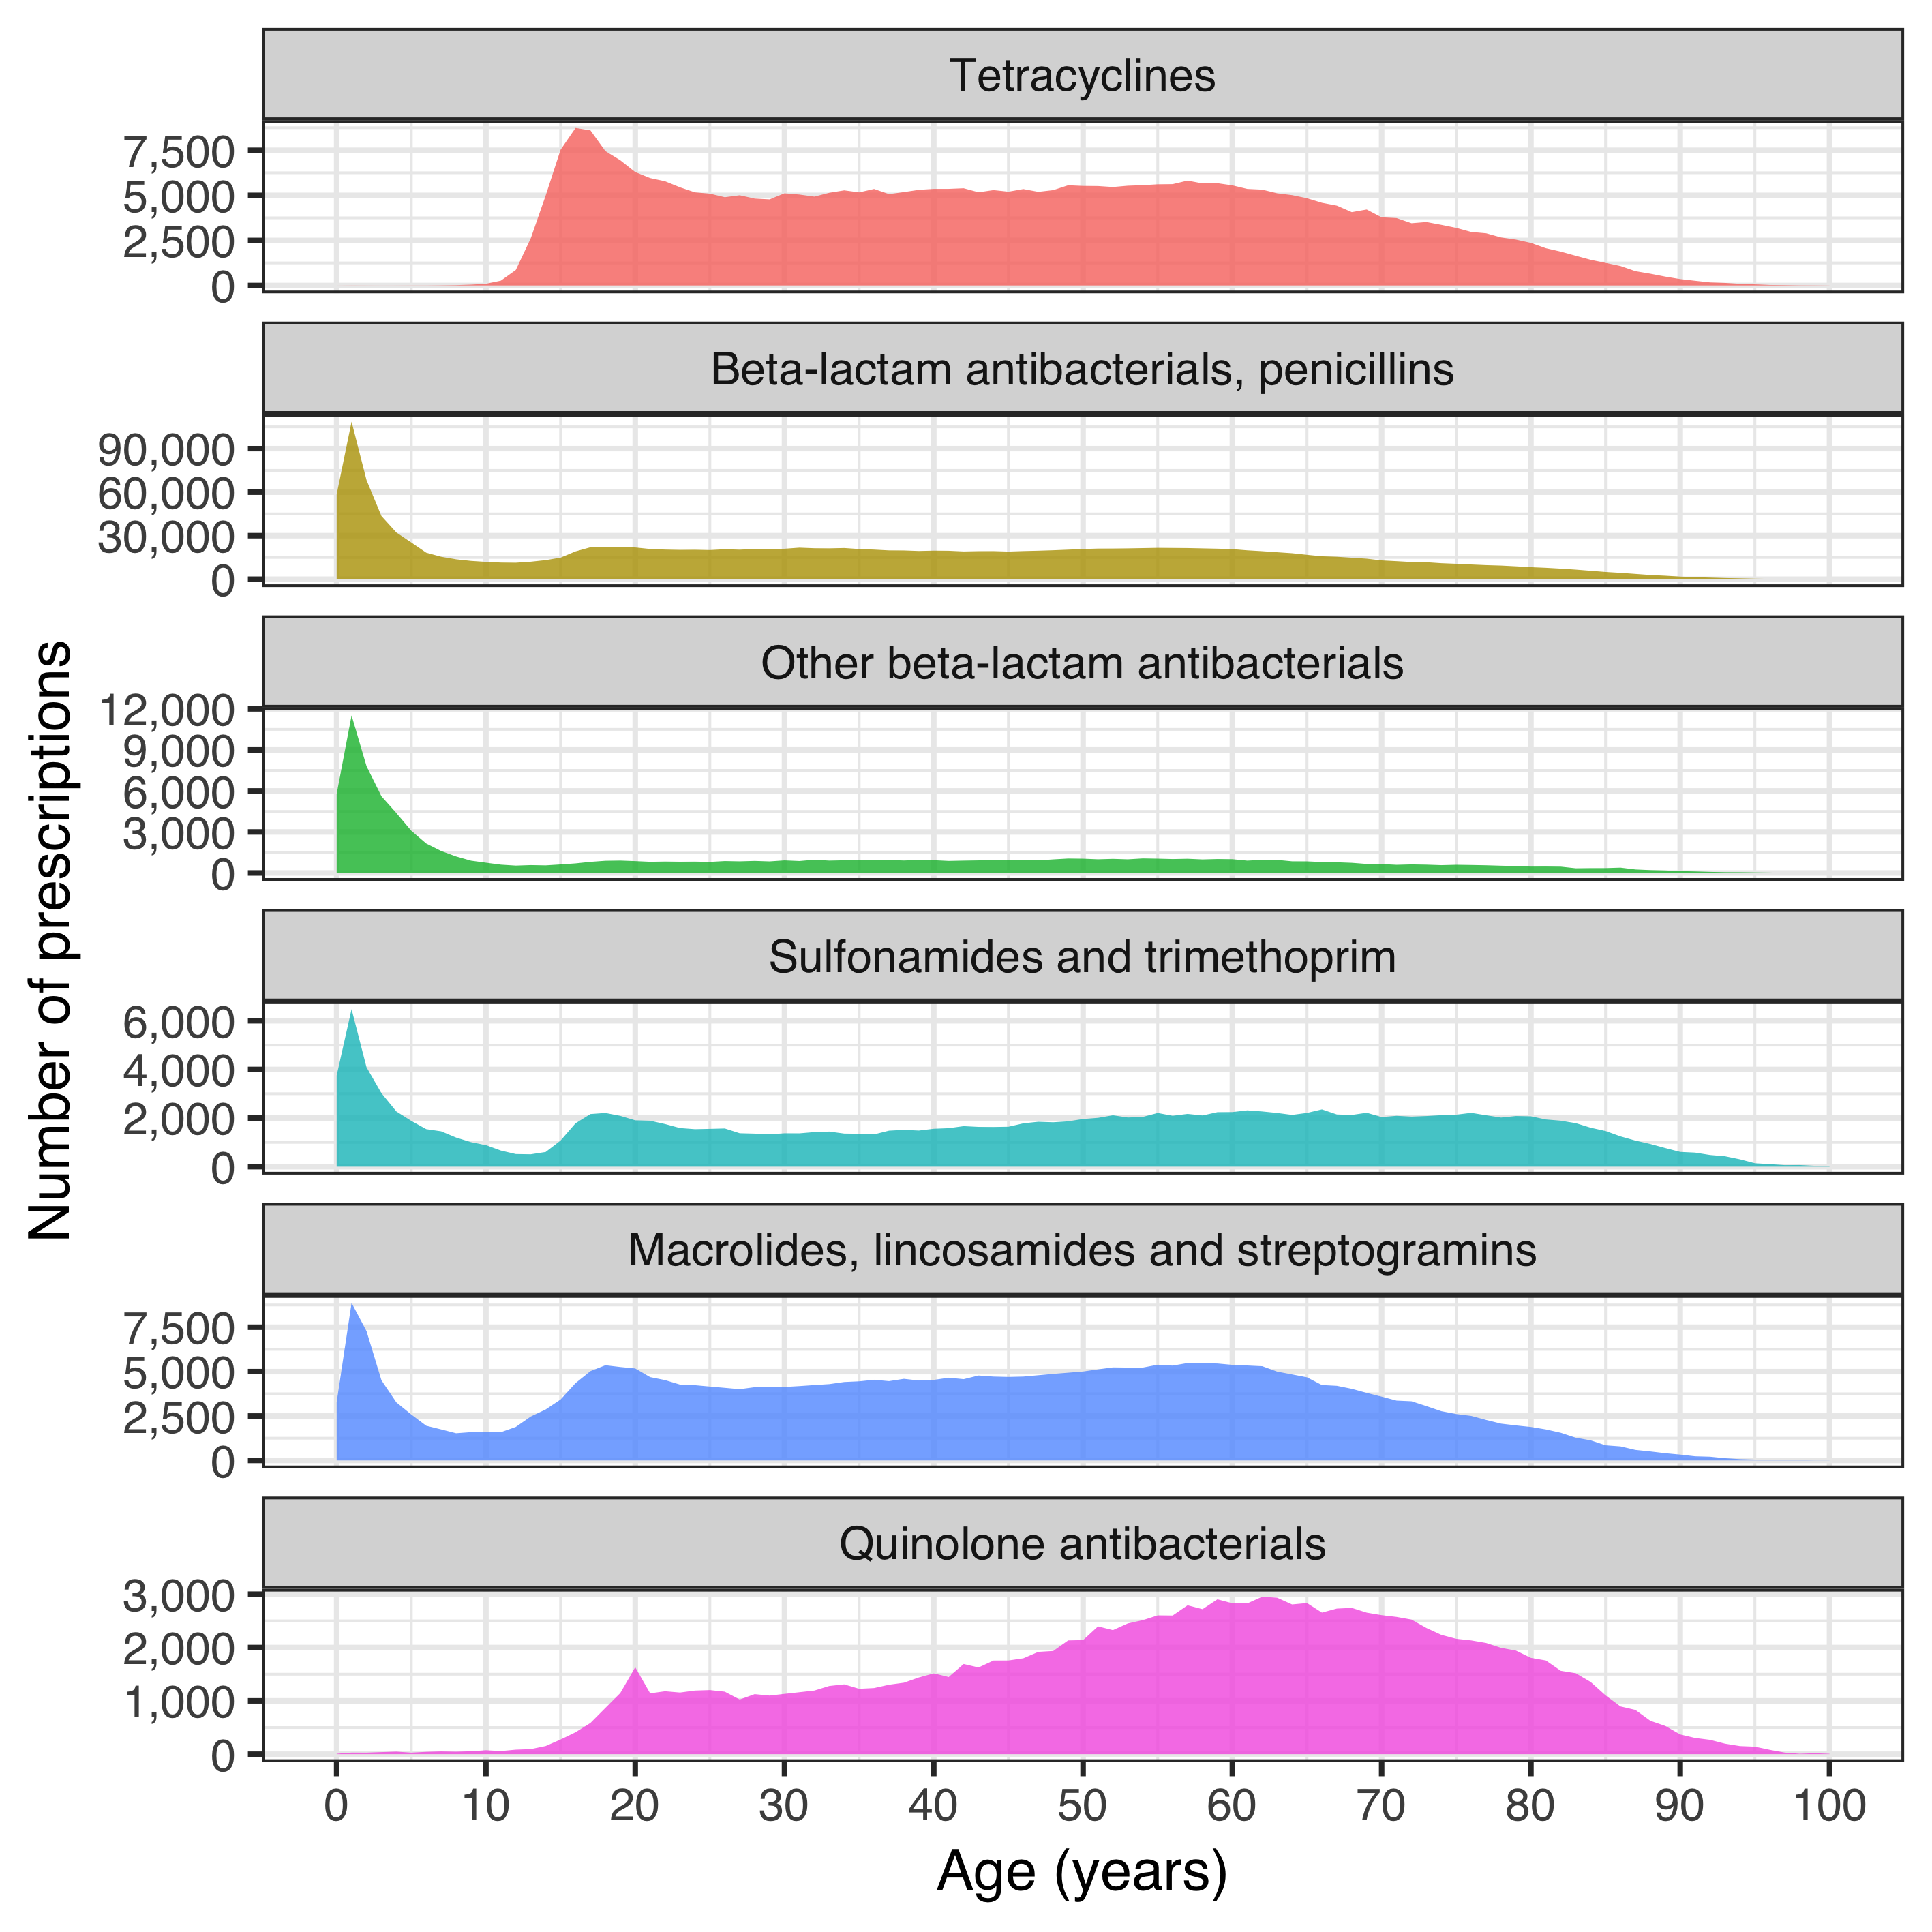 Tetracyclines
7,500
5,000
2,500
0
Beta-lactam antibacterials, penicillins
90,000
60,000
30,000
0
Other beta-lactam antibacterials
12,000
9,000
6,000
3,000
0
Sulfonamides and trimethoprim
6,000
4,000
2,000
0
Macrolides, lincosamides and streptogramins
7,500
5,000
2,500
0
Quinolone antibacterials
3,000
2,000
1,000
0
0 10 20 30 40 50 60 70 80 90 100
Age (years)
Number of prescriptions